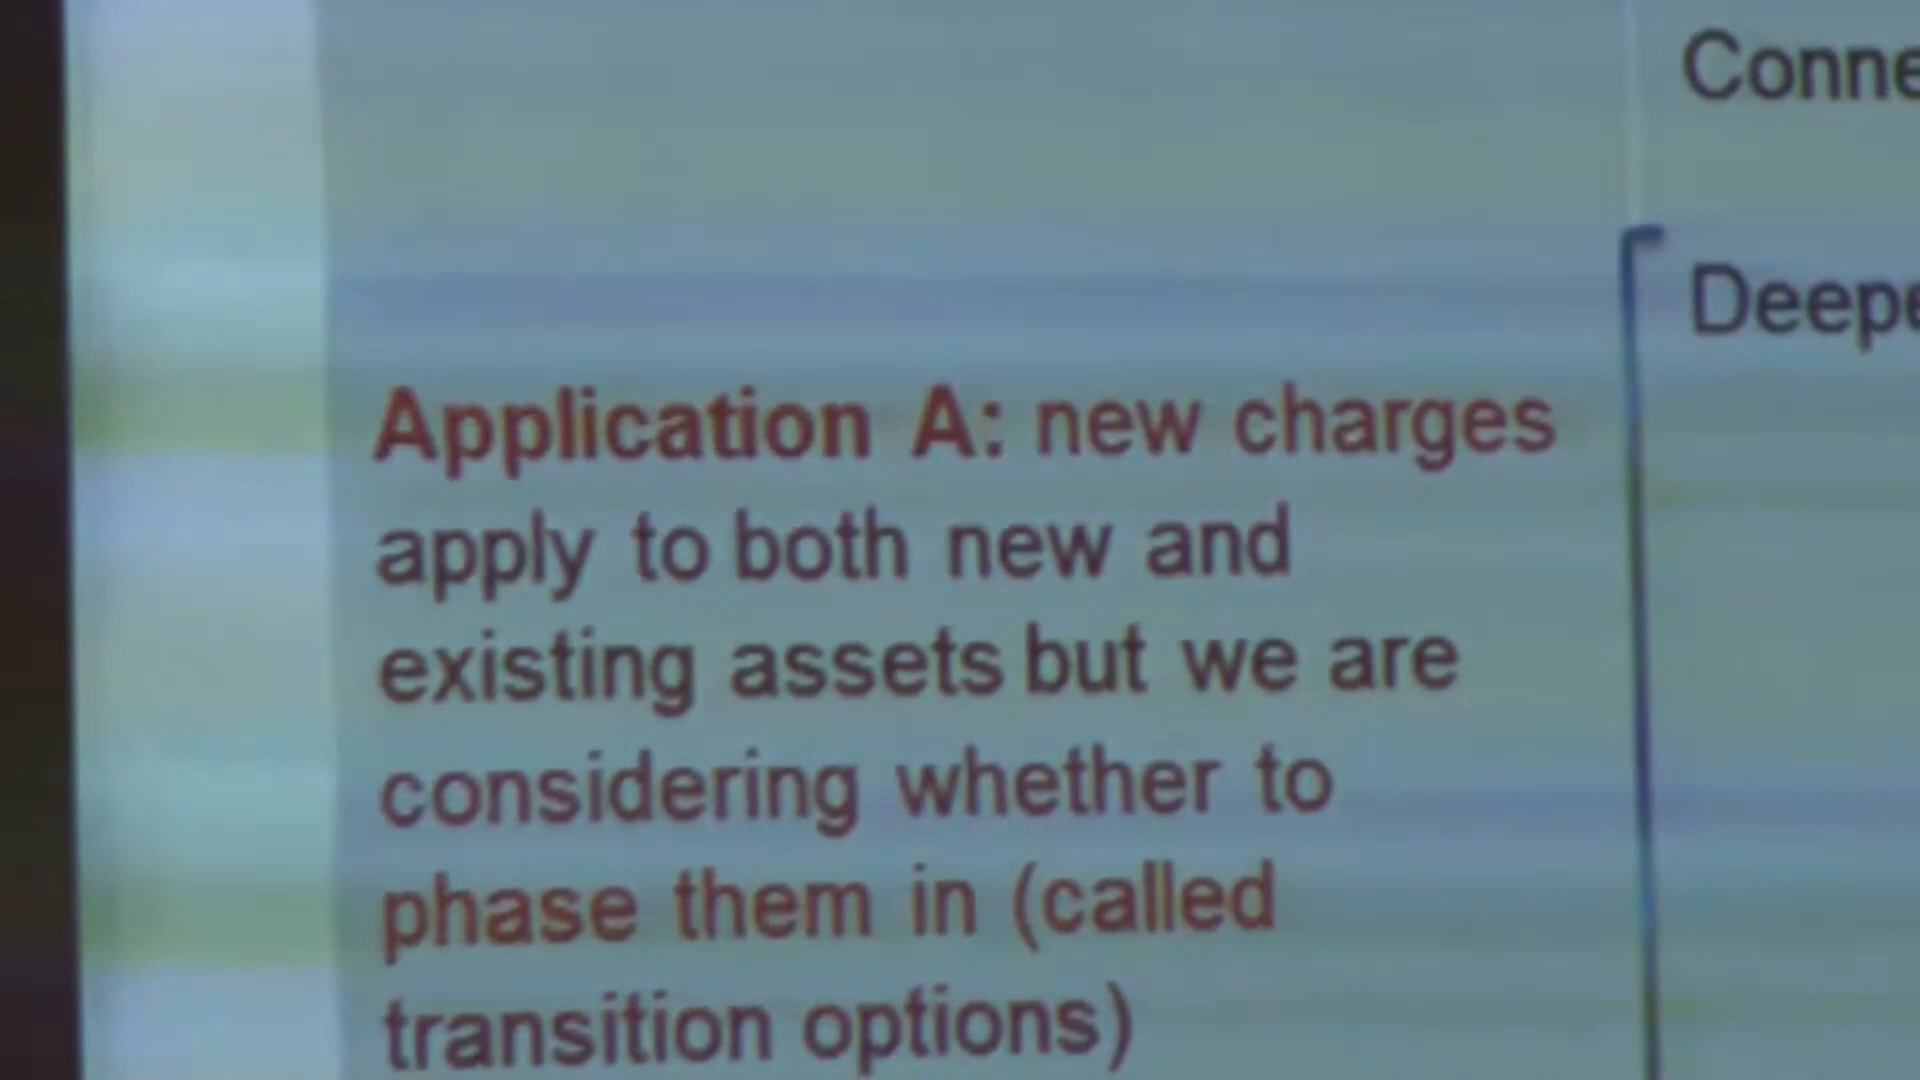 Application A: new charges
apply to both new and
existing assets but we are
considering whether to
phase them in (called
transition options)
Conne
Deepe